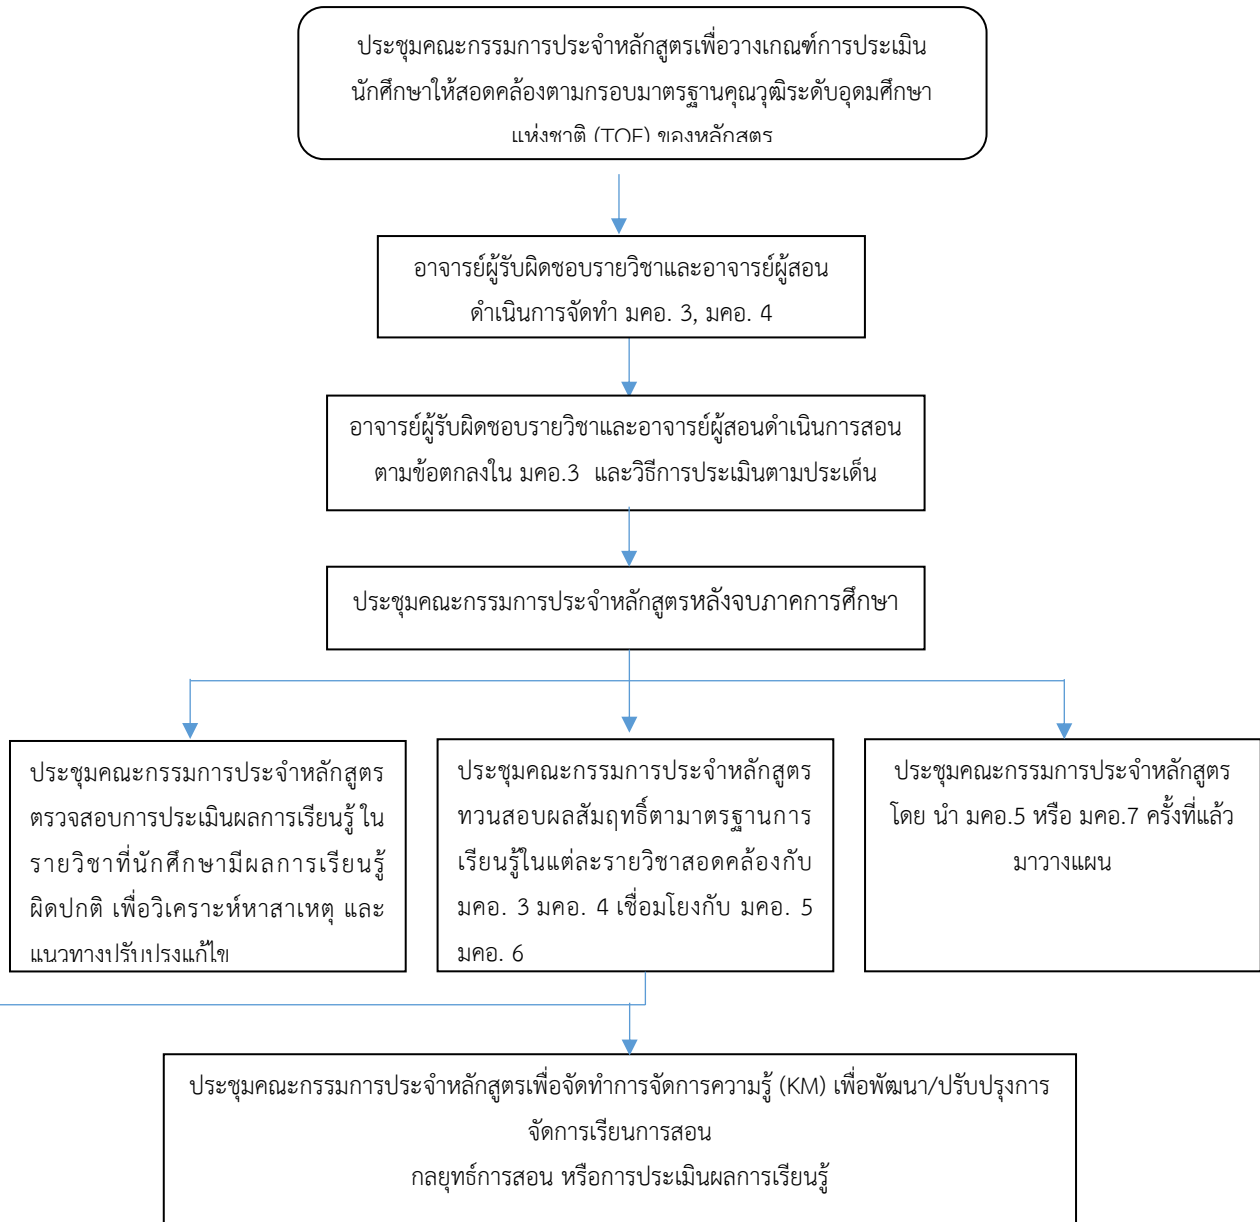 ประชุมคณะกรรมการประจำหลักสูตรเพื่อวางเกณฑ์การประเมิน
นักศึกษาให้สอดคล้องตามกรอบมาตรฐานคุณวุฒิระดับอุดมศึกษา
แห่งชาติ (TQF) ของหลักสูตร
อาจารย์ผู้รับผิดชอบรายวิชาและอาจารย์ผู้สอน
ดำเนินการจัดทำ มคอ. 3, มคอ. 4
อาจารย์ผู้รับผิดชอบรายวิชาและอาจารย์ผู้สอนดำเนินการสอน
ตามข้อตกลงใน มคอ.3 และวิธีการประเมินตามประเด็น
ประชุมคณะกรรมการประจำหลักสูตรหลังจบภาคการศึกษา
ประชุมคณะกรรมการประจำหลักสูตร
ตรวจสอบการประเมินผลการเรียนรู้ ใน
รายวิชาที่นักศึกษามีผลการเรียนรู้
ผิดปกติ เพื่อวิเคราะห์หาสาเหตุ และ
แนวทางปรับปรุงแก้ไข
ประชุมคณะกรรมการประจำหลักสูตร
ทวนสอบผลสัมฤทธิ์ตามาตรฐานการ
เรียนรู้ในแต่ละรายวิชาสอดคล้องกับ
มคอ. 3 มคอ. 4 เชื่อมโยงกับ มคอ. 5
มคอ. 6
ประชุมคณะกรรมการประจำหลักสูตร
โดย นำ มคอ.5 หรือ มคอ.7 ครั้งที่แล้ว
มาวางแผน
ประชุมคณะกรรมการประจำหลักสูตรเพื่อจัดทำการจัดการความรู้ (KM) เพื่อพัฒนา/ปรับปรุงการ
จัดการเรียนการสอน
กลยุทธ์การสอน หรือการประเมินผลการเรียนรู้